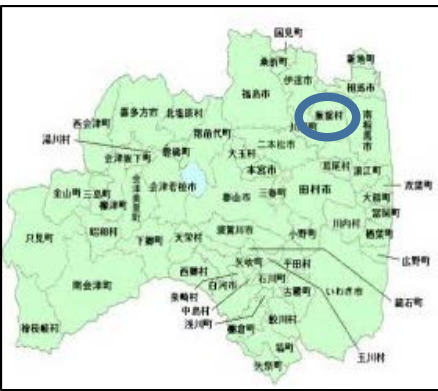 国見町
桑折町
新地町
伊達市
相馬市
福島市
飯舘村
喜多方市
北塩原村
西会津町
川俣町
南相馬市
湯川村
猪苗代町
二本松市
磐梯町
大玉村
会津坂下町
葛尾村
浪江町
本宮市
双葉町
金山町
三島町
会津若松市
田村市
大熊町
柳津町
会津美里町
郡山市
三春町
富岡町
昭和村
川内村
楢葉町
只見町
須賀川市
小野町
下郷町
天栄村
広野町
矢吹町
平田村
西郷村
石川町
鏡石町
南会津町
白河市
泉崎村
古殿町
いわき市
中島村
浅川町
鮫川村
棚倉町
玉川村
檜枝岐村
塙町
矢祭町